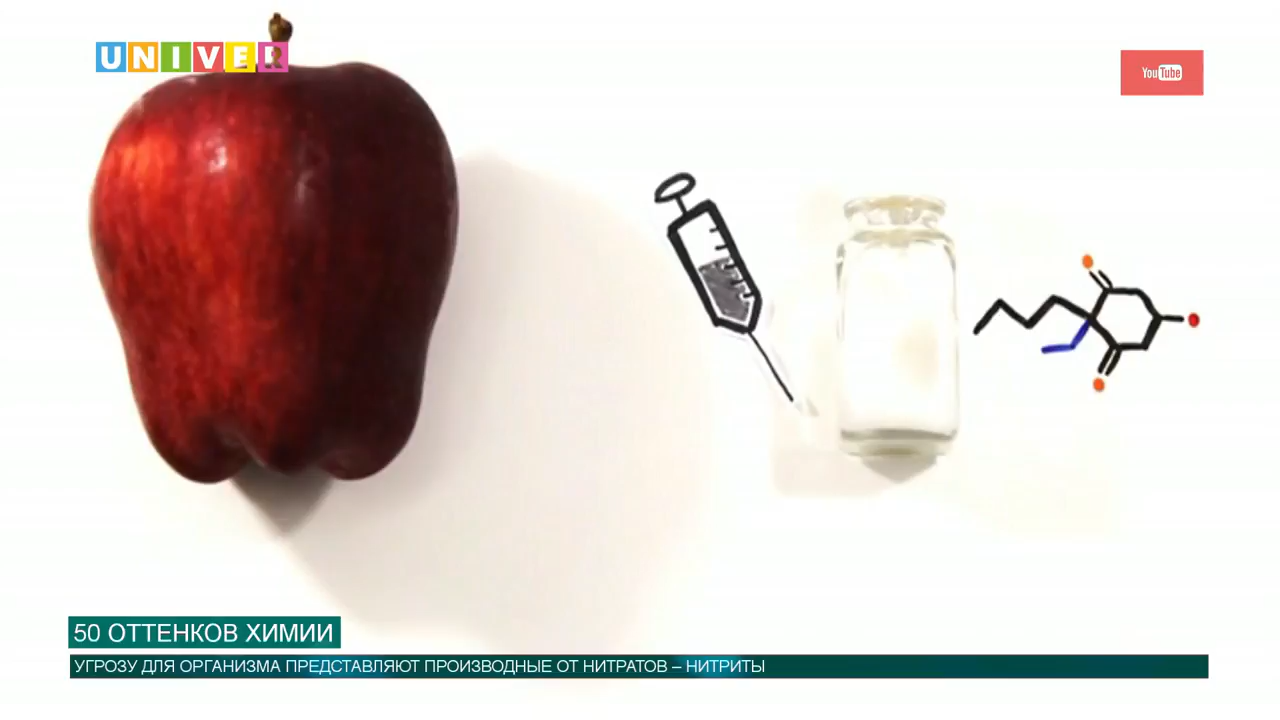 UNIVER
YouTube
50 ОТТЕНКОВ ХИМИИ
УГРОЗУ ДЛЯ ОРГАНИЗМА ПРЕДСТАВЛЯЮТ ПРОИЗВОДНЫЕ ОТ НИТРАТОВ – НИТРИТЫ